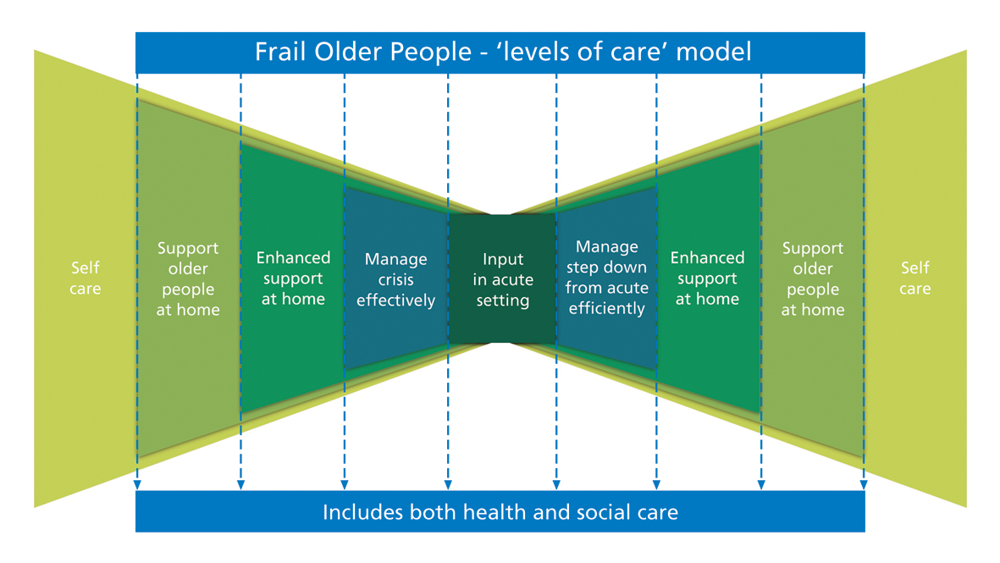 Frail Older People - ‘levels of care’ model
Self
care
Support
older
people
at home
Enhanced
support
at home
Manage
crisis
effectively
Input
in acute
setting
Manage
step down
from acute
efficiently
Enhanced
support
at home
Support
older
people
at home
Self
care
Includes both health and social care